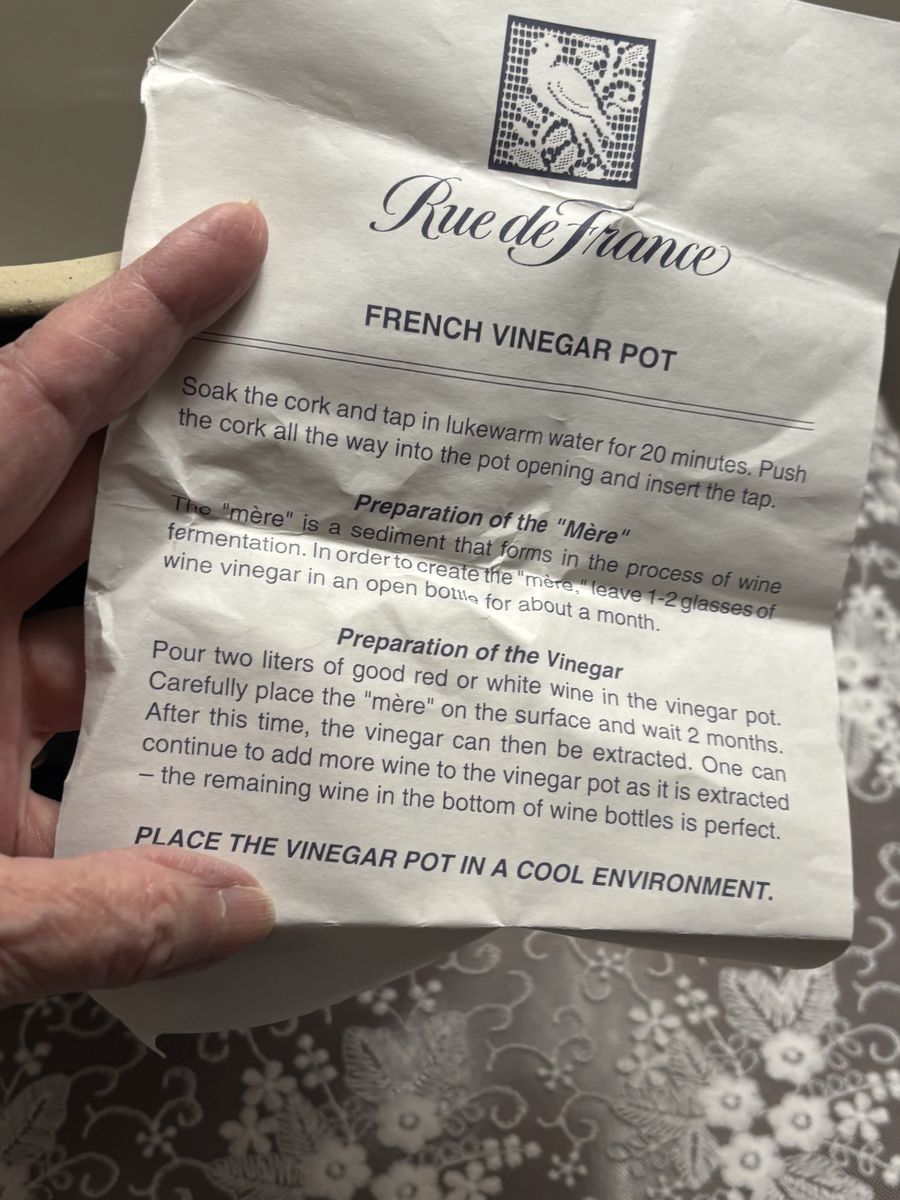 Rue de France
FRENCH VINEGAR POT
Soak the cork and tap in lukewarm water for 20 minutes. Push
the cork all the way into the pot opening and insert the tap.
Preparation of the "Mère"
The "mère" is a sediment that forms in the process of wine
fermentation. In order to create the "mère," leave 1-2 glasses of
wine vinegar in an open bottle for about a month.
Preparation of the Vinegar
Pour two liters of good red or white wine in the vinegar pot.
Carefully place the "mère" on the surface and wait 2 months.
After this time, the vinegar can then be extracted. One can
continue to add more wine to the vinegar pot as it is extracted
– the remaining wine in the bottom of wine bottles is perfect.
PLACE THE VINEGAR POT IN A COOL ENVIRONMENT.